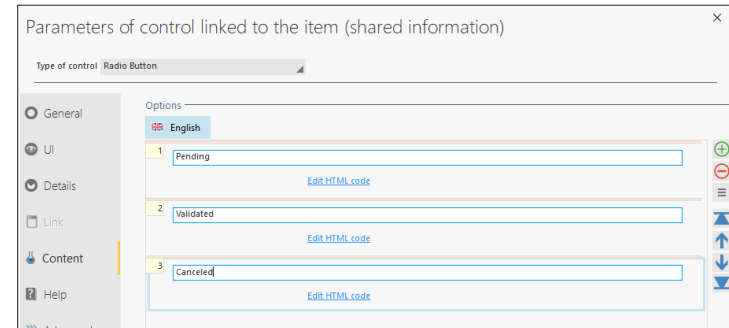 Parameters of control linked to the item (shared information)
Type of control Radio Button
General
UI
Details
Link
Content
Help
Options
English
1
Pending
Edit HTML code
2
Validated
Edit HTML code
3
Canceled
Edit HTML code